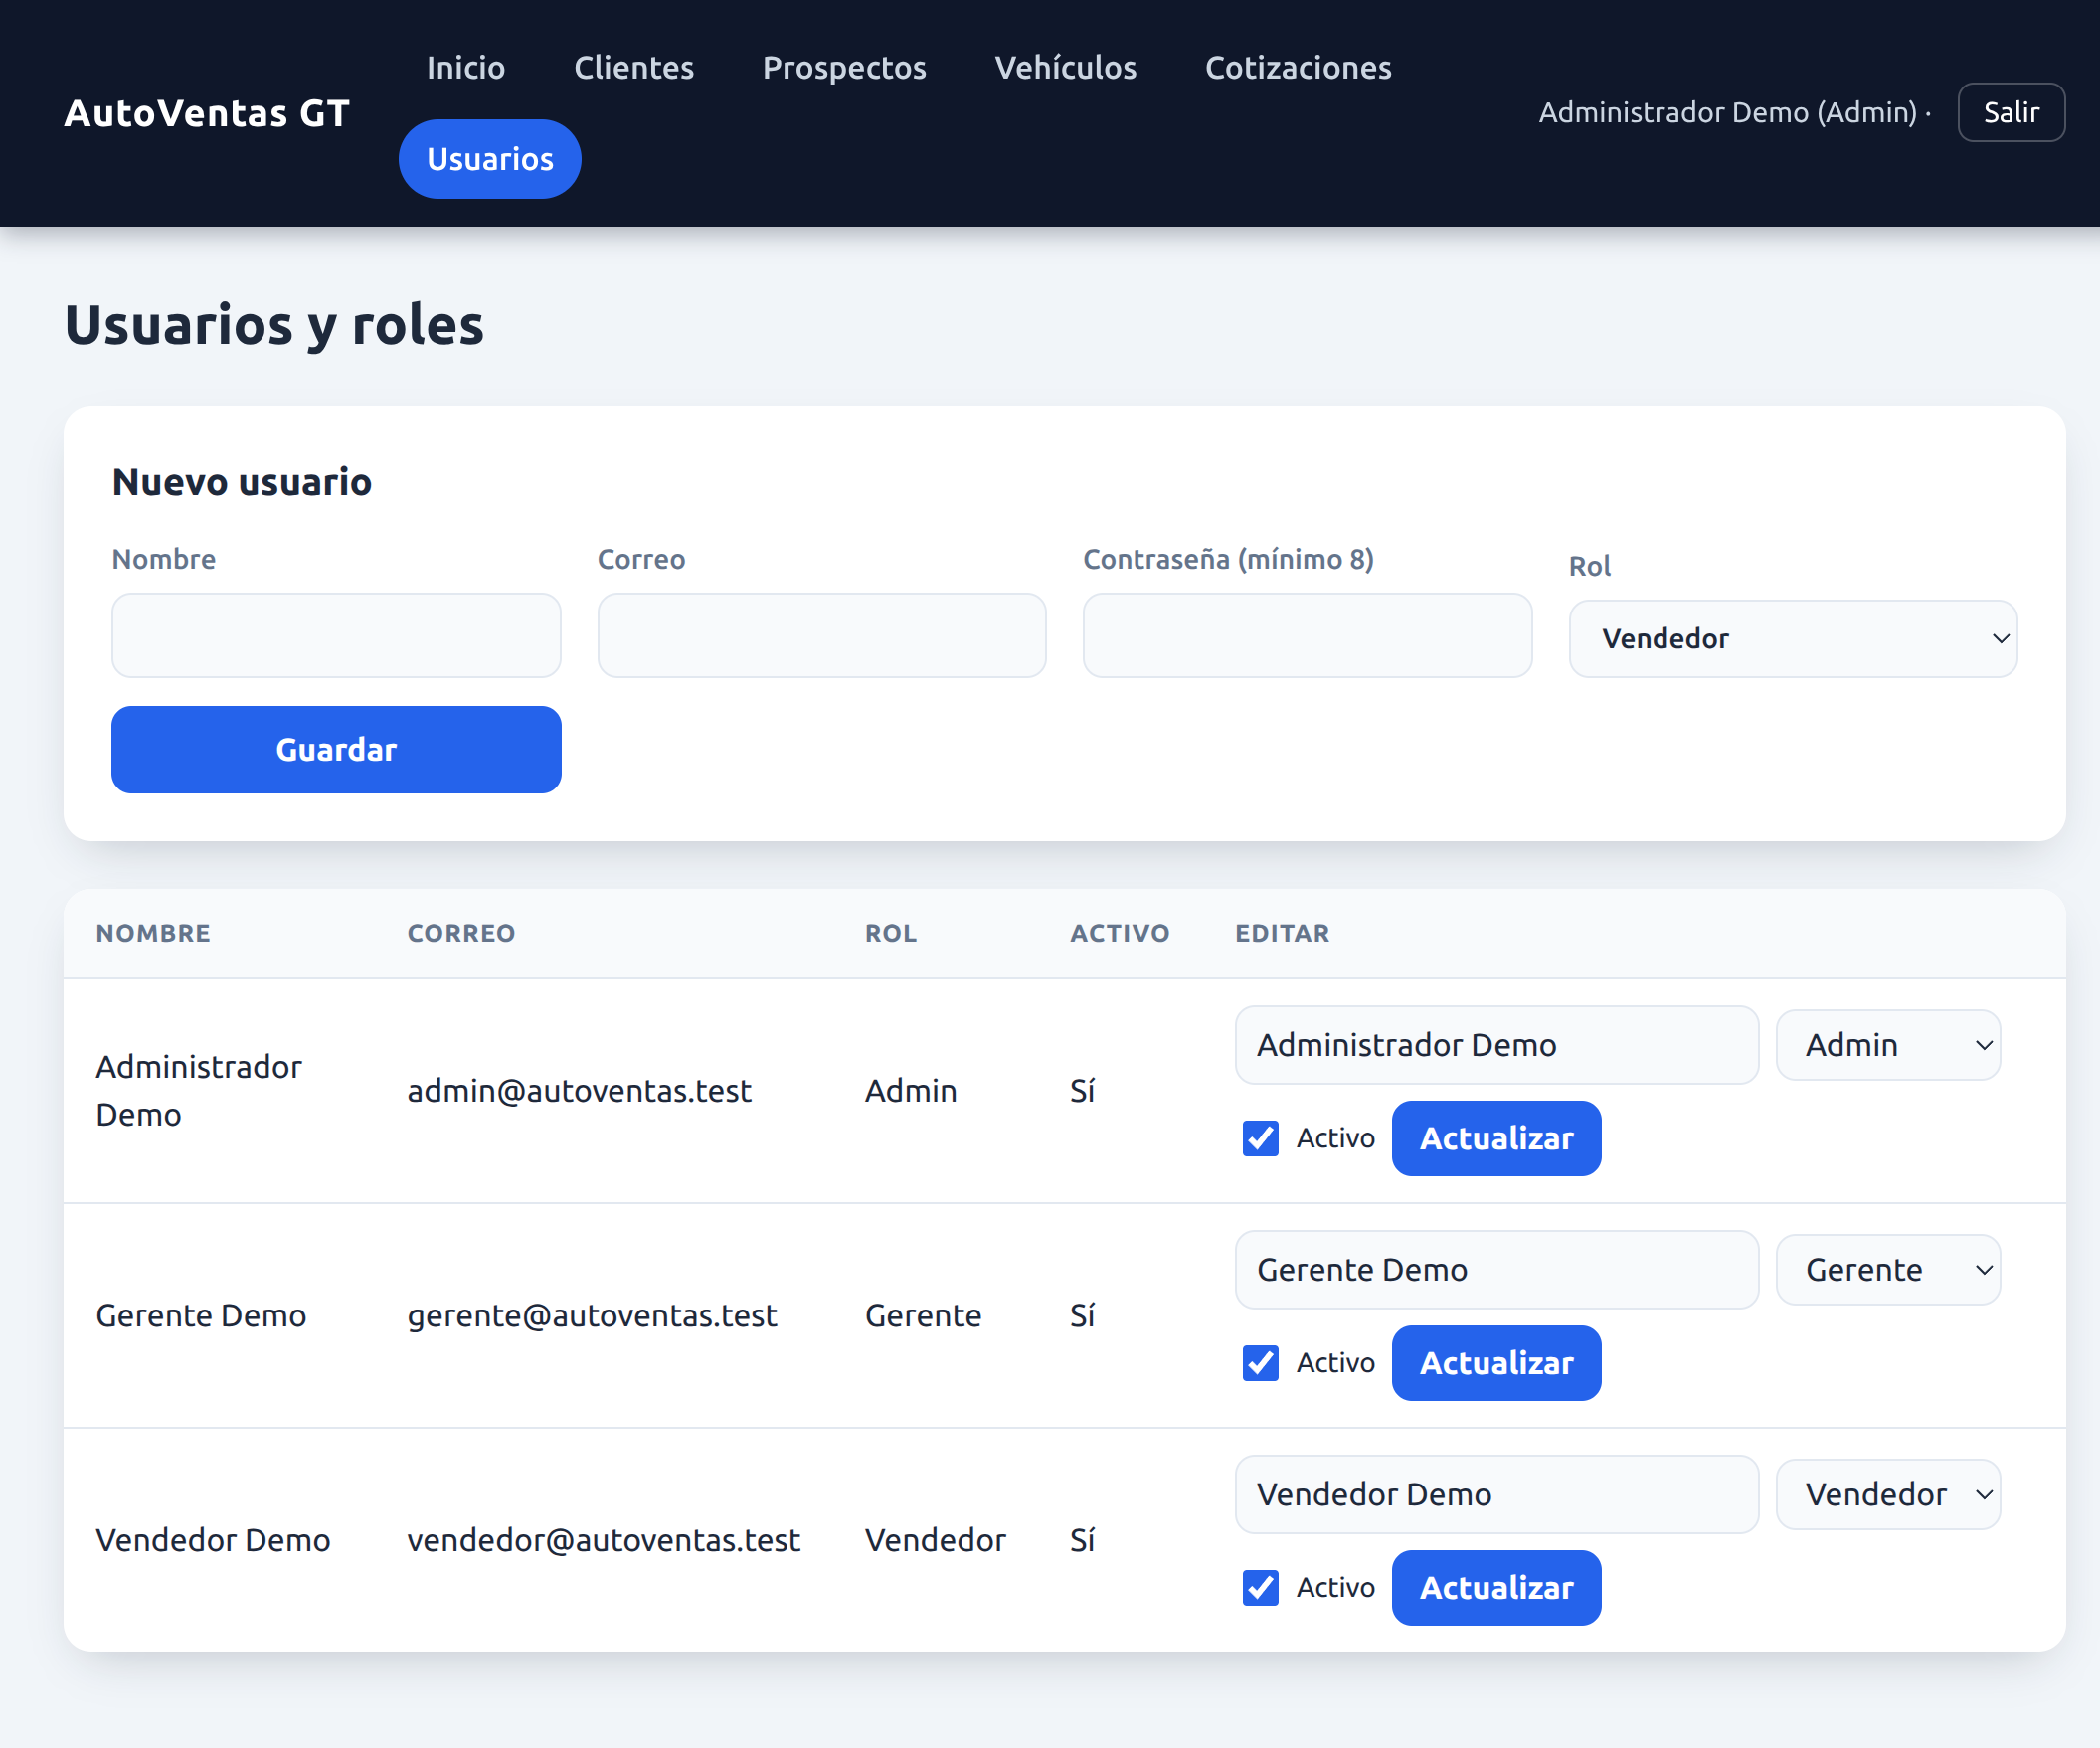 AutoVentas GT
Inicio Clientes Prospectos Vehículos Cotizaciones
Usuarios
Administrador Demo (Admin) · Salir
Usuarios y roles
Nuevo usuario
Nombre Correo Contraseña (mínimo 8) Rol
Vendedor
Guardar
NOMBRE CORREO ROL ACTIVO EDITAR
Administrador
Demo
admin@autoventas.test Admin Sí
Administrador Demo Admin
Activo Actualizar
Gerente Demo gerente@autoventas.test Gerente Sí
Gerente Demo Gerente
Activo Actualizar
Vendedor Demo vendedor@autoventas.test Vendedor Sí
Vendedor Demo Vendedor
Activo Actualizar